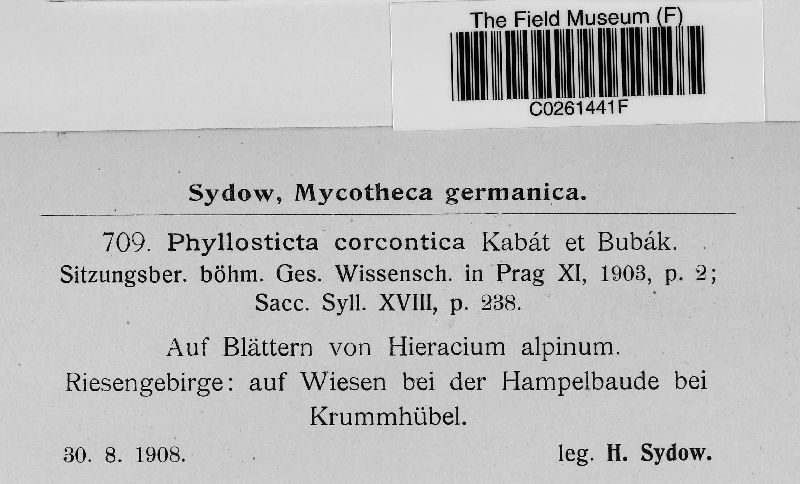 The Field Museum (F)
C0261441F
Sydow, Mycotheca germanica.
709. Phyllosticta corcontica Kabát et Bubák.
Sitzungsber. böhm. Ges. Wissensch. in Prag XI, 1903, p. 2;
Sacc. Syll. XVIII, p. 238.
Auf Blättern von Hieracium alpinum.
Riesengebirge: auf Wiesen bei der Hampelbaude bei
Krummhübel.
30. 8. 1908. leg. H. Sydow.